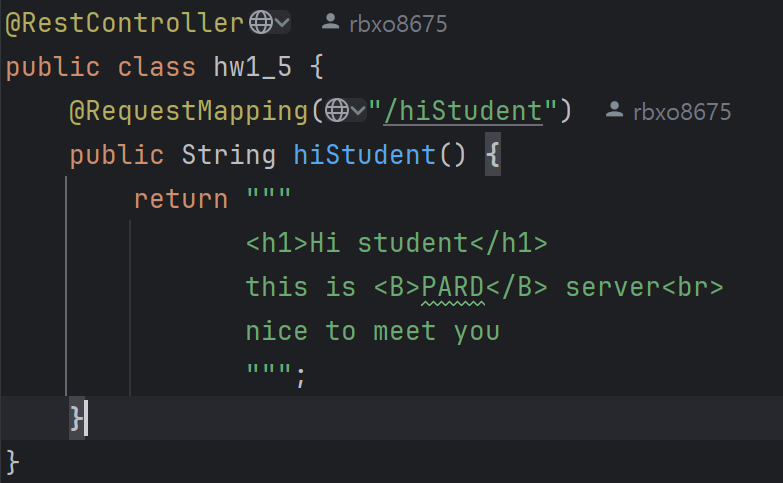 @RestController rbxo8675
public class hw1_5 {
    @RequestMapping("/hiStudent") rbxo8675
    public String hiStudent() {
        return """
               <h1>Hi student</h1>
               this is <B>PARD</B> server<br>
               nice to meet you
               """;
    }
}